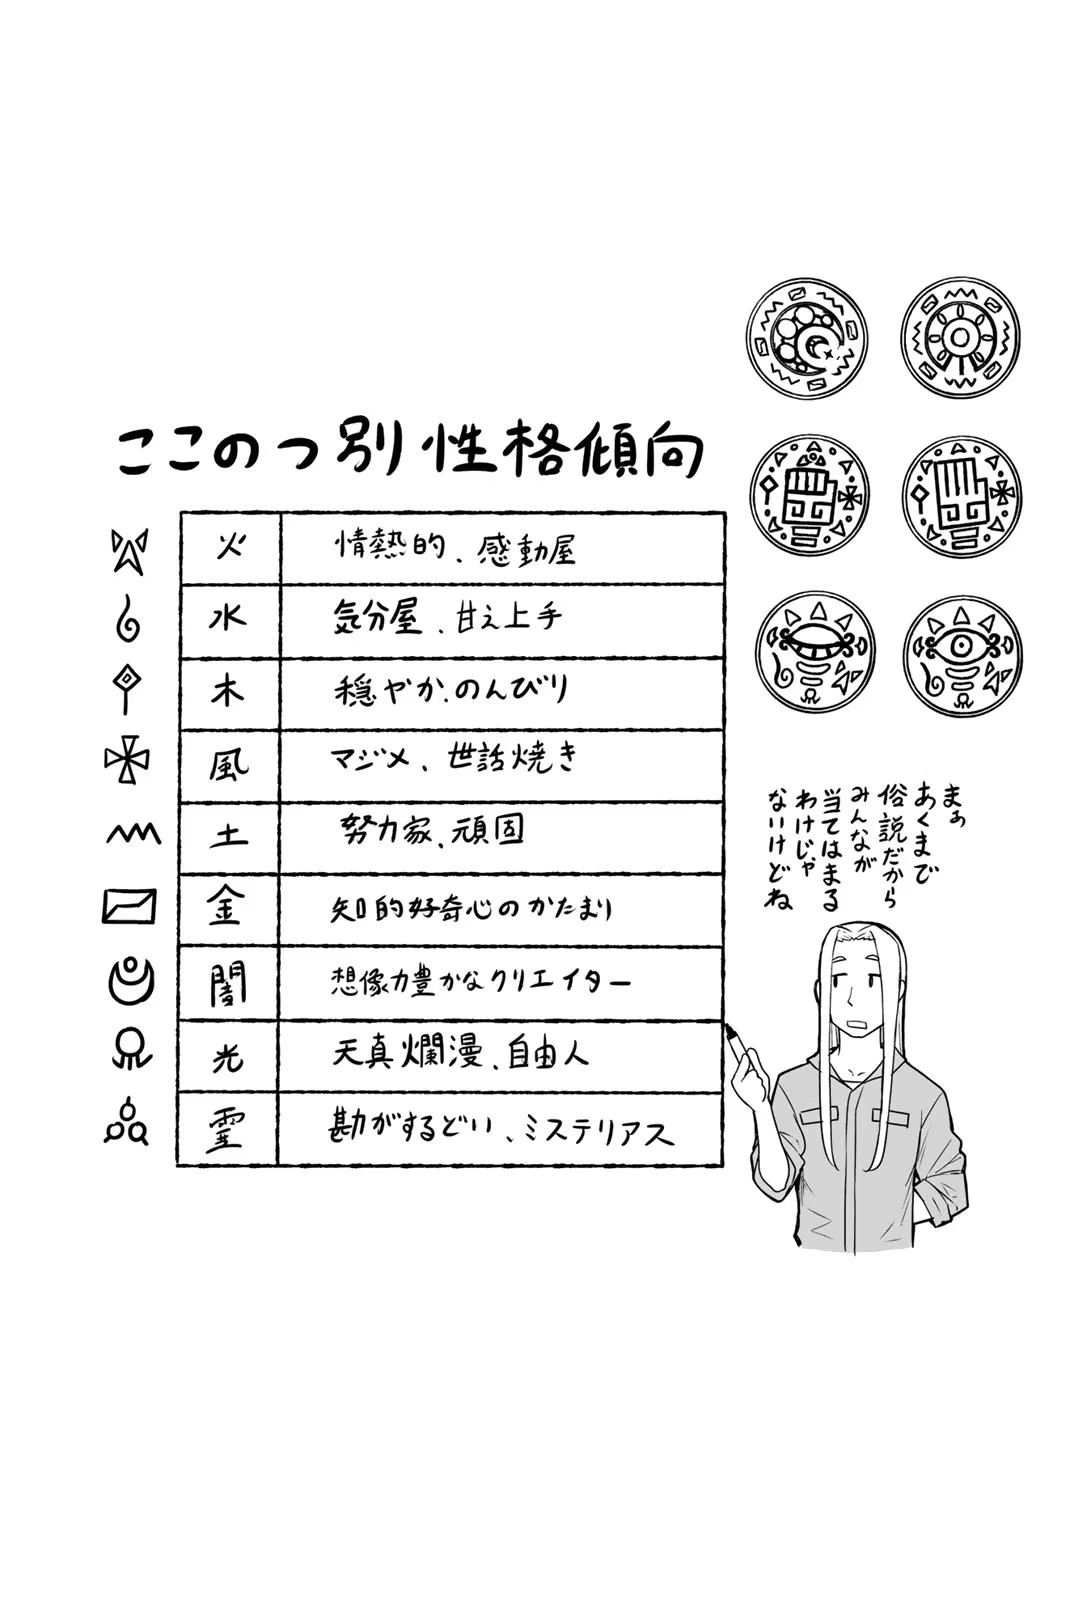 ここのつ別性格傾向
火 情熱的、感動屋
水 気分屋、甘え上手
木 穏やか、のんびり
風 マジメ、世話焼き
土 努力家、頑固
金 知的好奇心のかたまり
闇 想像力豊かなクリエイター
光 天真爛漫、自由人
霊 勘がするどい、ミステリアス
まぁ
あくまで
俗説だから
みんなが
当てはまる
わけじゃ
ないけどね